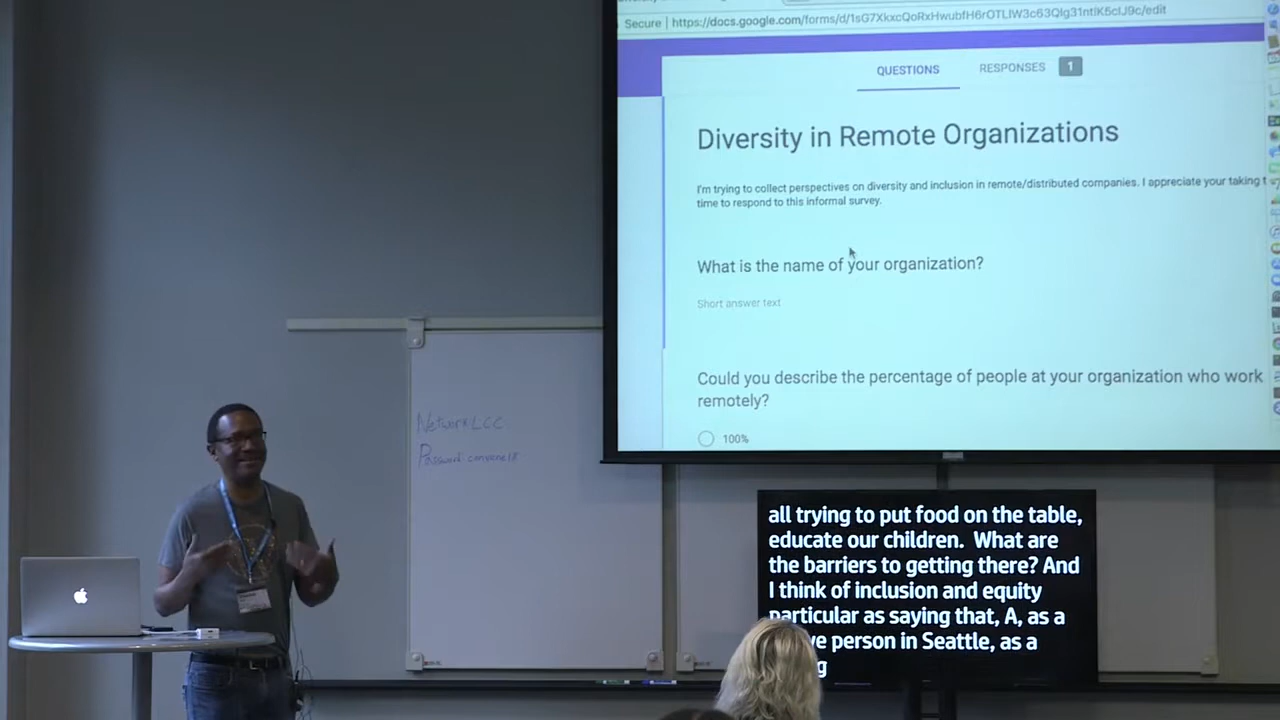 Secure | https://docs.google.com/forms/d/1sG7XkxcQoRxHwubfH6rOTLIW3c63Qlg31ntIK5cIJ9c/edit
QUESTIONS RESPONSES 1
Diversity in Remote Organizations
I'm trying to collect perspectives on diversity and inclusion in remote/distributed companies. I appreciate your taking
time to respond to this informal survey.
What is the name of your organization?
Short answer text
Could you describe the percentage of people at your organization who work
remotely?
100%
Network LCC
Password
all trying to put food on the table,
educate our children. What are
the barriers to getting there? And
I think of inclusion and equity
particular as saying that, A, as a
person in Seattle, as a